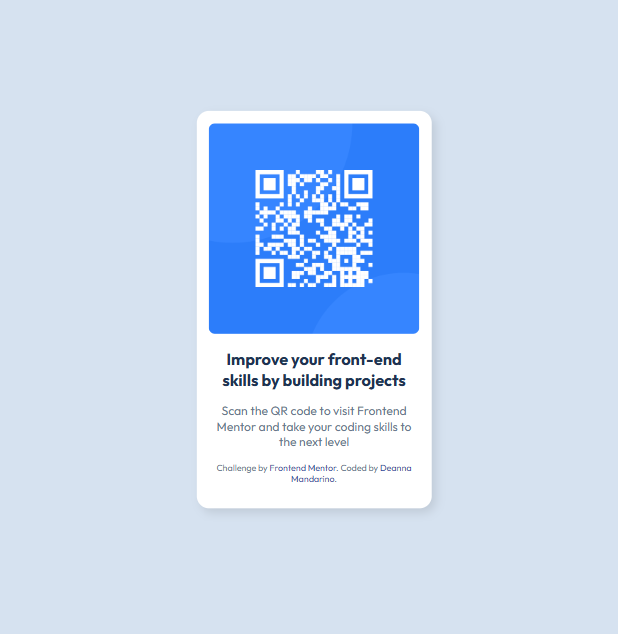 Improve your front-end
skills by building projects
Scan the QR code to visit Frontend
Mentor and take your coding skills to
the next level
Challenge by Frontend Mentor. Coded by Deanna
Mandarino.